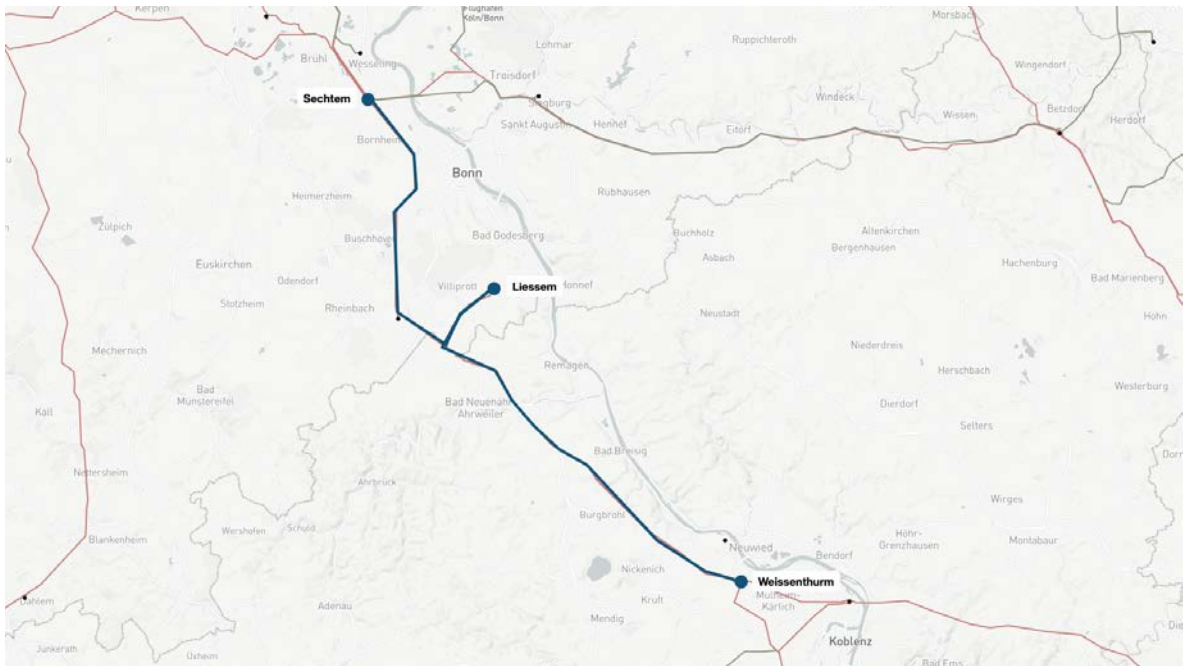 Kerpen
Flughafen
Köln/Bonn
Morsbach
Brühl
Wesseling
Lohmar
Ruppichteroth
Wingendorf
Troisdorf
Sechtem
Siegburg
Windeck
Betzdorf
Sankt Augustin
Hennef
Eitorf
Wissen
Herdorf
Bornheim
Bonn
Heimerzheim
Rübhausen
Zülpich
Buschhoven
Bad Godesberg
Buchholz
Altenkirchen
Bergenhausen
Euskirchen
Asbach
Hachenburg
Odendorf
Villiprott
Liessem
Honnef
Bad Marienberg
Stotzheim
Rheinbach
Neustadt
Höhn
Mechernich
Niederdreis
Remagen
Herschbach
Westerburg
Bad
Münstereifel
Bad Neuenahr
Ahrweiler
Dierdorf
Kall
Selters
Bad Breisig
Nettersheim
Ahrbrück
Wirges
Burgbrohl
Wershofen
Schuld
Höhr-
Grenzhausen
Montabaur
Blankenheim
Neuwied
Bendorf
Nickenich
Weissenthurm
Dahlem
Adenau
Kruft
Mülheim-
Kärlich
Mendig
Koblenz
Junkerath
Üxheim
Bad Ems